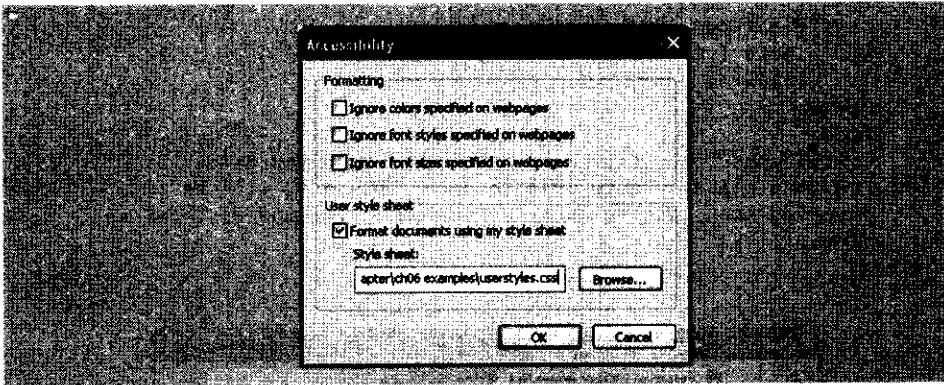 Accessibility
Formatting
Ignore colors specified on webpages
Ignore font styles specified on webpages
Ignore font sizes specified on webpages
User style sheet
Format documents using my style sheet
Style sheet:
apter\ch06 examples\userstyles.css
Browse...
OK
Cancel